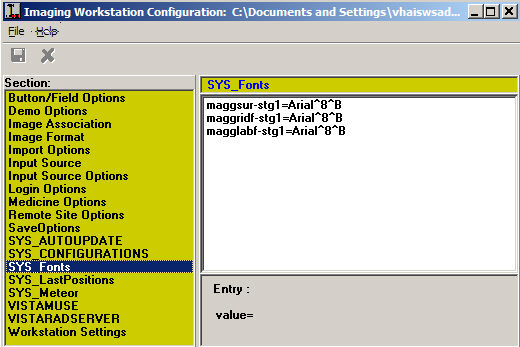 Imaging Workstation Configuration: C:\Documents and Settings\vhaiswsad...
File Help
Section:
SYS_Fonts
Button/Field Options
Demo Options
Image Association
Image Format
Import Options
Input Source
Input Source Options
Login Options
Medicine Options
Remote Site Options
SaveOptions
SYS_AUTOUPDATE
SYS_CONFIGURATIONS
SYS_Fonts
SYS_LastPositions
SYS_Meteor
VISTAMUSE
VISTARADSERVER
Workstation Settings
maggsur-stg1=Arial^8^B
maggridf-stg1=Arial^8^B
magglabf-stg1=Arial^8^B
Entry :
value=